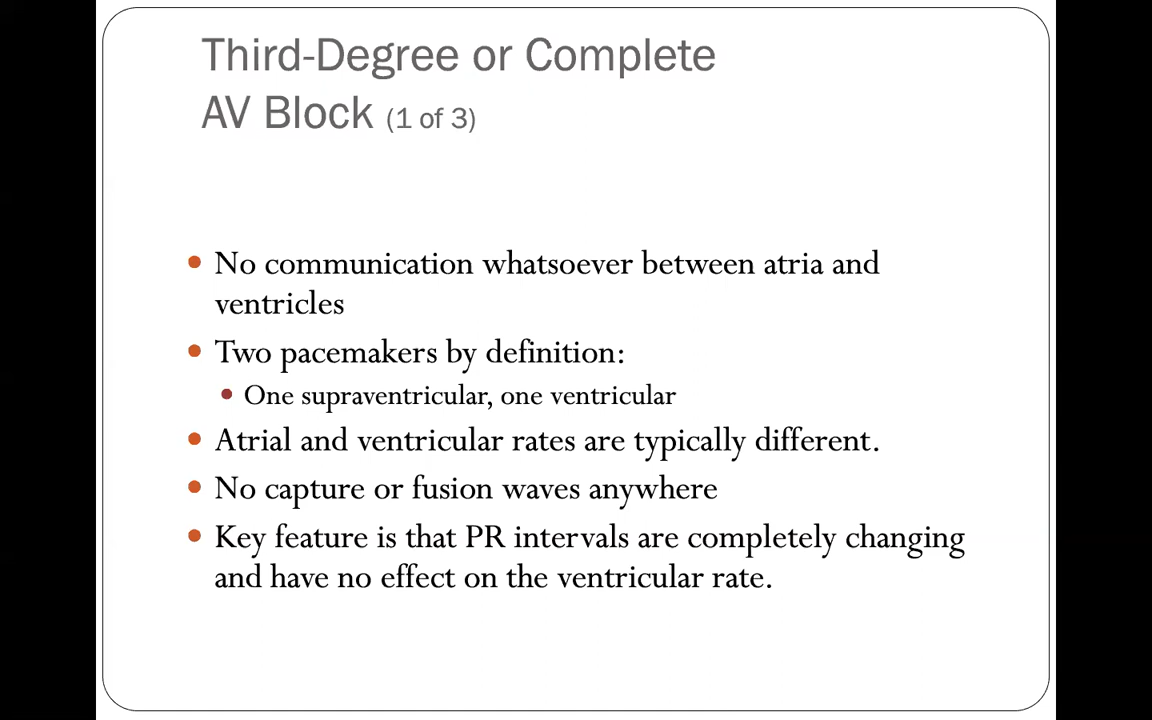 Third-Degree or Complete
AV Block (1 of 3)
• No communication whatsoever between atria and
ventricles
• Two pacemakers by definition:
• One supraventricular, one ventricular
• Atrial and ventricular rates are typically different.
• No capture or fusion waves anywhere
• Key feature is that PR intervals are completely changing
and have no effect on the ventricular rate.